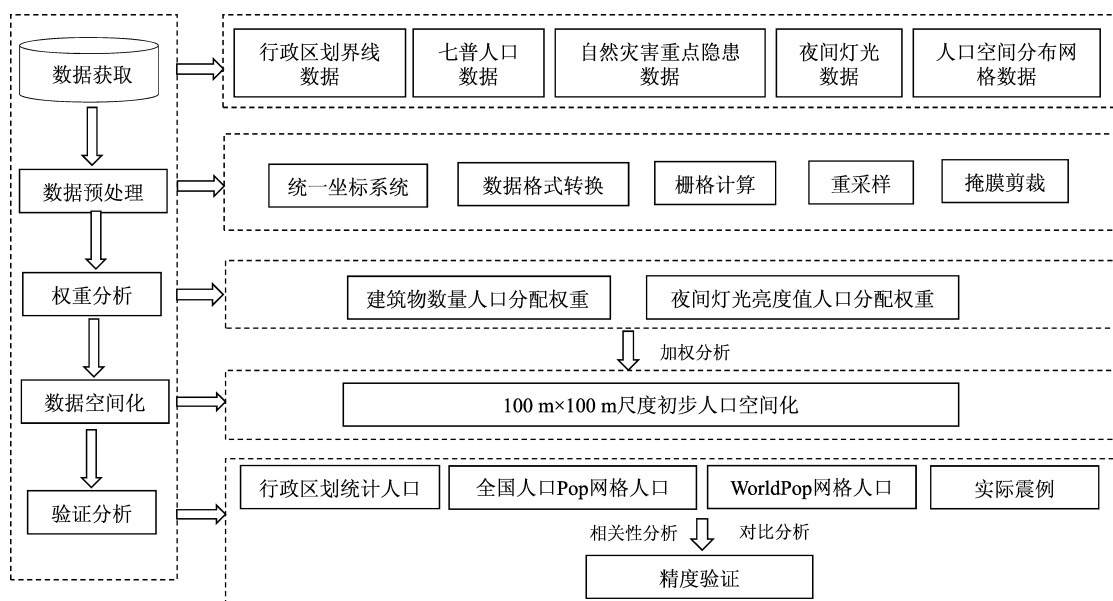 数据获取
行政区划界线
数据
七普人口
数据
自然灾害重点隐患
数据
夜间灯光
数据
人口空间分布网
格数据
数据预处理
统一坐标系统
数据格式转换
栅格计算
重采样
掩膜剪裁
权重分析
建筑物数量人口分配权重
夜间灯光亮度值人口分配权重
加权分析
数据空间化
100 m×100 m尺度初步人口空间化
验证分析
行政区划统计人口
全国人口Pop网格人口
WorldPop网格人口
实际震例
相关性分析
对比分析
精度验证